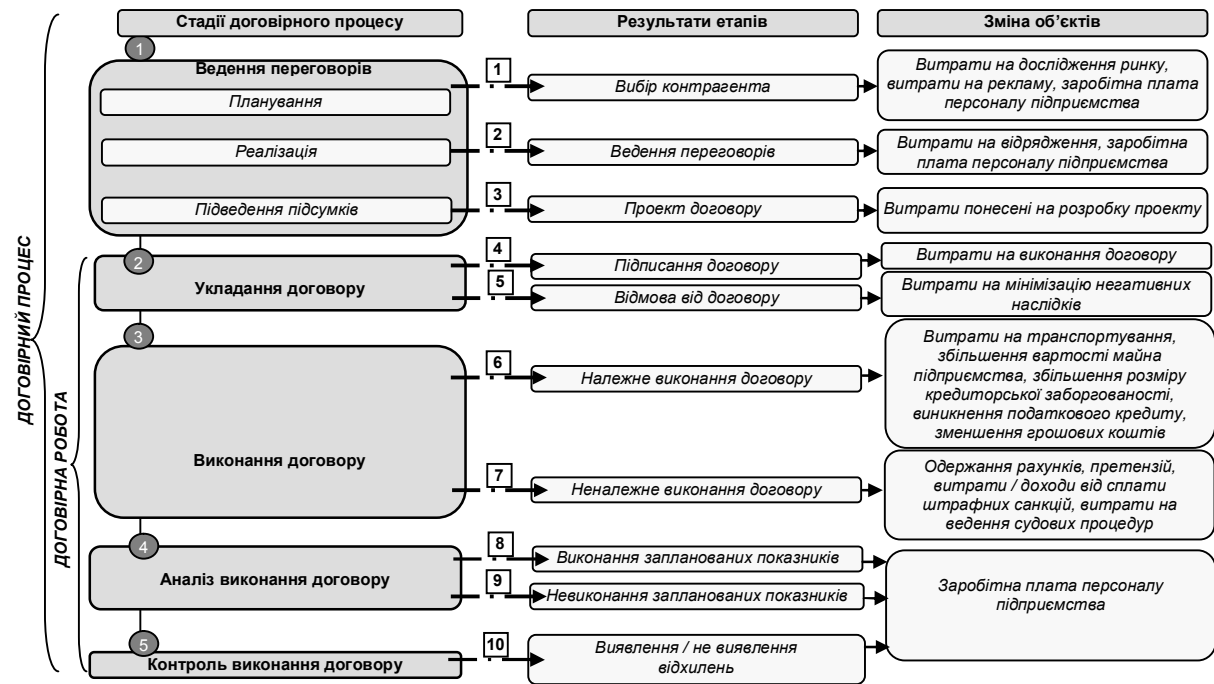 Стадії договірного процесу
Результати етапів
Зміна об’єктів
1
Ведення переговорів
Планування
1
Вибір контрагента
Витрати на дослідження ринку,
витрати на рекламу, заробітна плата
персоналу підприємства
Реалізація
2
Ведення переговорів
Витрати на відрядження, заробітна
плата персоналу підприємства
Підведення підсумків
3
Проект договору
Витрати понесені на розробку проекту
2
Укладання договору
4
Підписання договору
Витрати на виконання договору
5
Відмова від договору
Витрати на мінімізацію негативних
наслідків
3
Виконання договору
6
Належне виконання договору
Витрати на транспортування,
збільшення вартості майна
підприємства, збільшення розміру
кредиторської заборгованості,
виникнення податкового кредиту,
зменшення грошових коштів
7
Неналежне виконання договору
Одержання рахунків, претензій,
витрати / доходи від сплати
штрафних санкцій, витрати на
ведення судових процедур
4
Аналіз виконання договору
8
Виконання запланованих показників
9
Невиконання запланованих показників
Заробітна плата персоналу
підприємства
5
Контроль виконання договору
10
Виявлення / не виявлення
відхилень
ДОГОВІРНИЙ ПРОЦЕС
ДОГОВІРНА РОБОТА